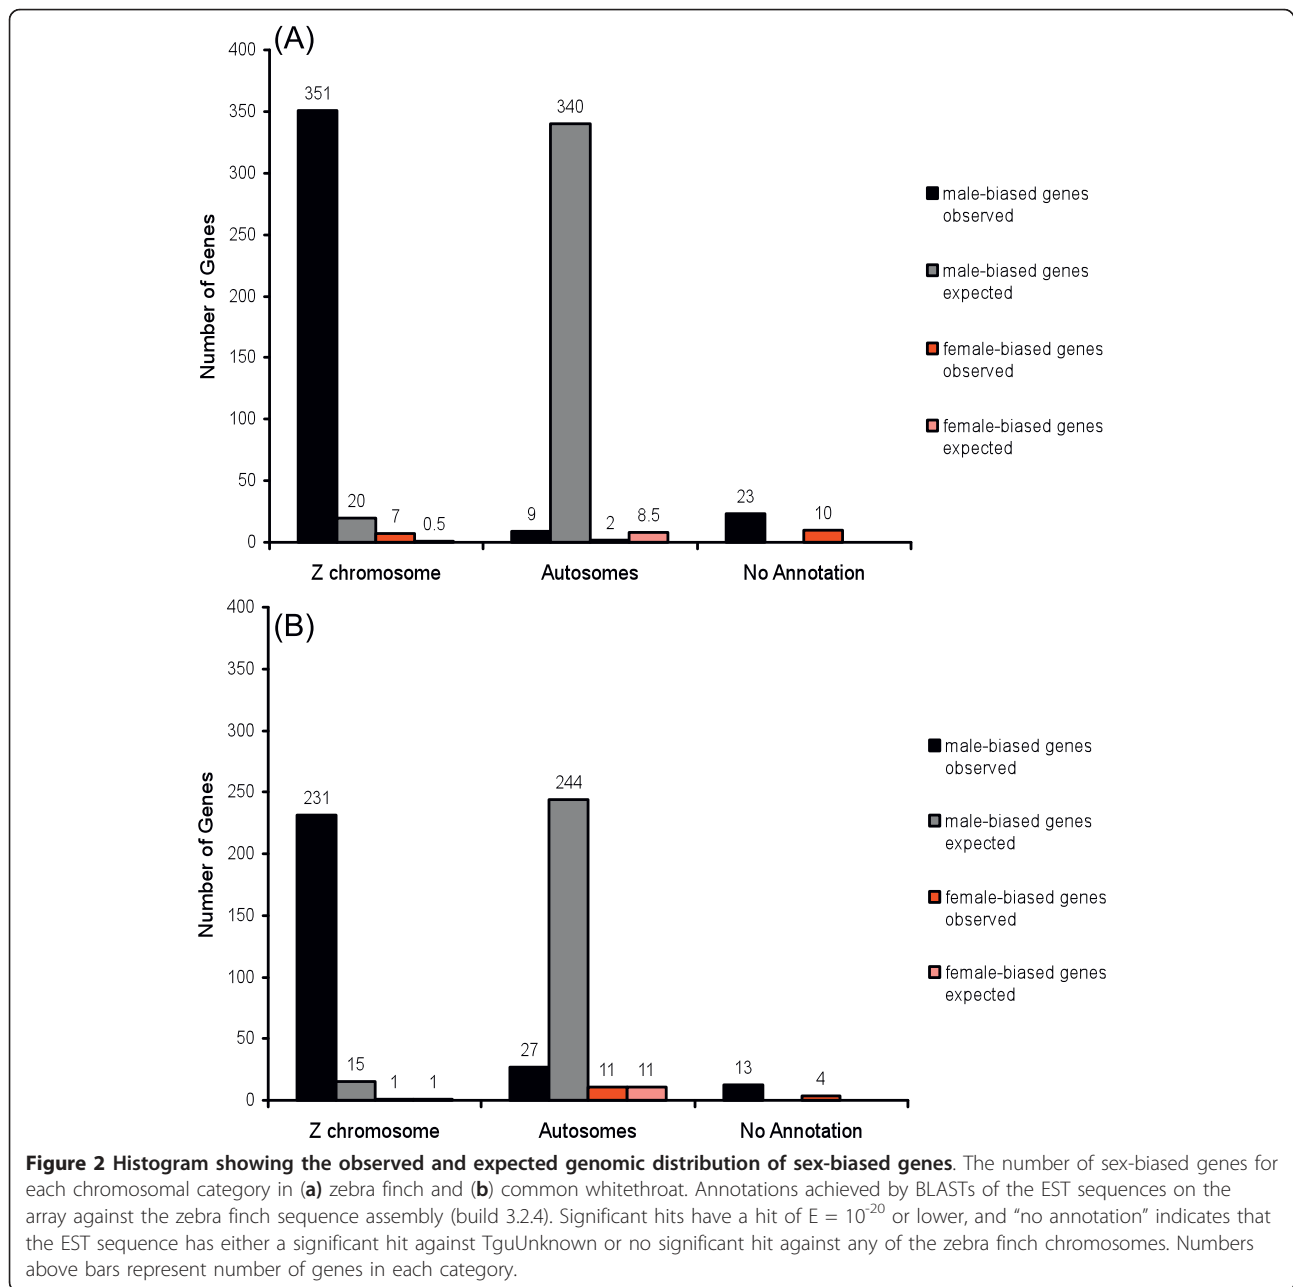 (A)
400
350
300
250
200
150
100
50
0
Number of Genes
351
20
7
0.5
9
340
2
8.5
23
10
Z chromosome
Autosomes
No Annotation
male-biased genes
observed
male-biased genes
expected
female-biased genes
observed
female-biased genes
expected
(B)
400
350
300
250
200
150
100
50
0
Number of Genes
231
15
1
1
27
244
11
11
13
4
Z chromosome
Autosomes
No Annotation
male-biased genes
observed
male-biased genes
expected
female-biased genes
observed
female-biased genes
expected
Figure 2 Histogram showing the observed and expected genomic distribution of sex-biased genes. The number of sex-biased genes for
each chromosomal category in (a) zebra finch and (b) common whitethroat. Annotations achieved by BLASTs of the EST sequences on the
array against the zebra finch sequence assembly (build 3.2.4). Significant hits have a hit of E = 10⁻²⁰ or lower, and “no annotation” indicates that
the EST sequence has either a significant hit against TguUnknown or no significant hit against any of the zebra finch chromosomes. Numbers
above bars represent number of genes in each category.